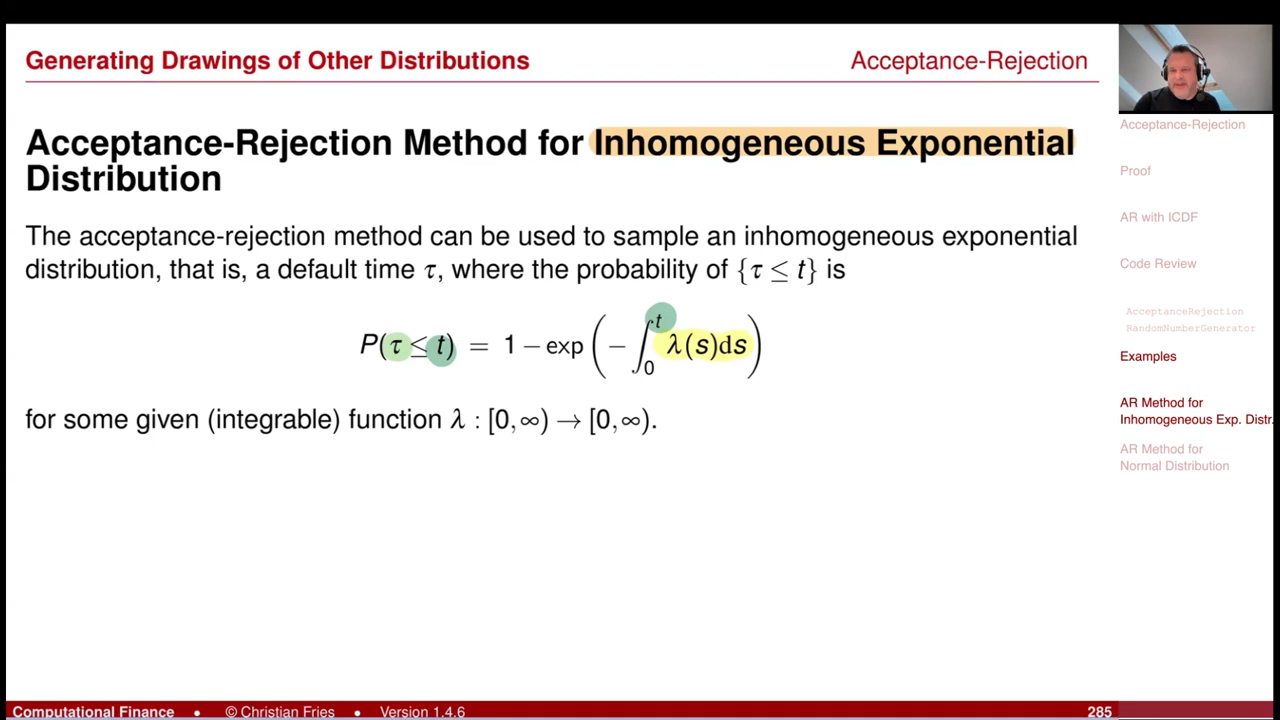 Generating Drawings of Other Distributions
Acceptance-Rejection
Acceptance-Rejection Method for Inhomogeneous Exponential
Distribution
The acceptance-rejection method can be used to sample an inhomogeneous exponential
distribution, that is, a default time τ, where the probability of {τ ≤ t} is
P(τ ≤ t) = 1 − exp(−∫₀ᵗ λ(s)ds)
for some given (integrable) function λ : [0,∞) → [0,∞).
Acceptance-Rejection
Proof
AR with ICDF
Code Review
AcceptanceRejection
RandomNumberGenerator
Examples
AR Method for
Inhomogeneous Exp. Distr.
AR Method for
Normal Distribution
Computational Finance • © Christian Fries • Version 1.4.6
285